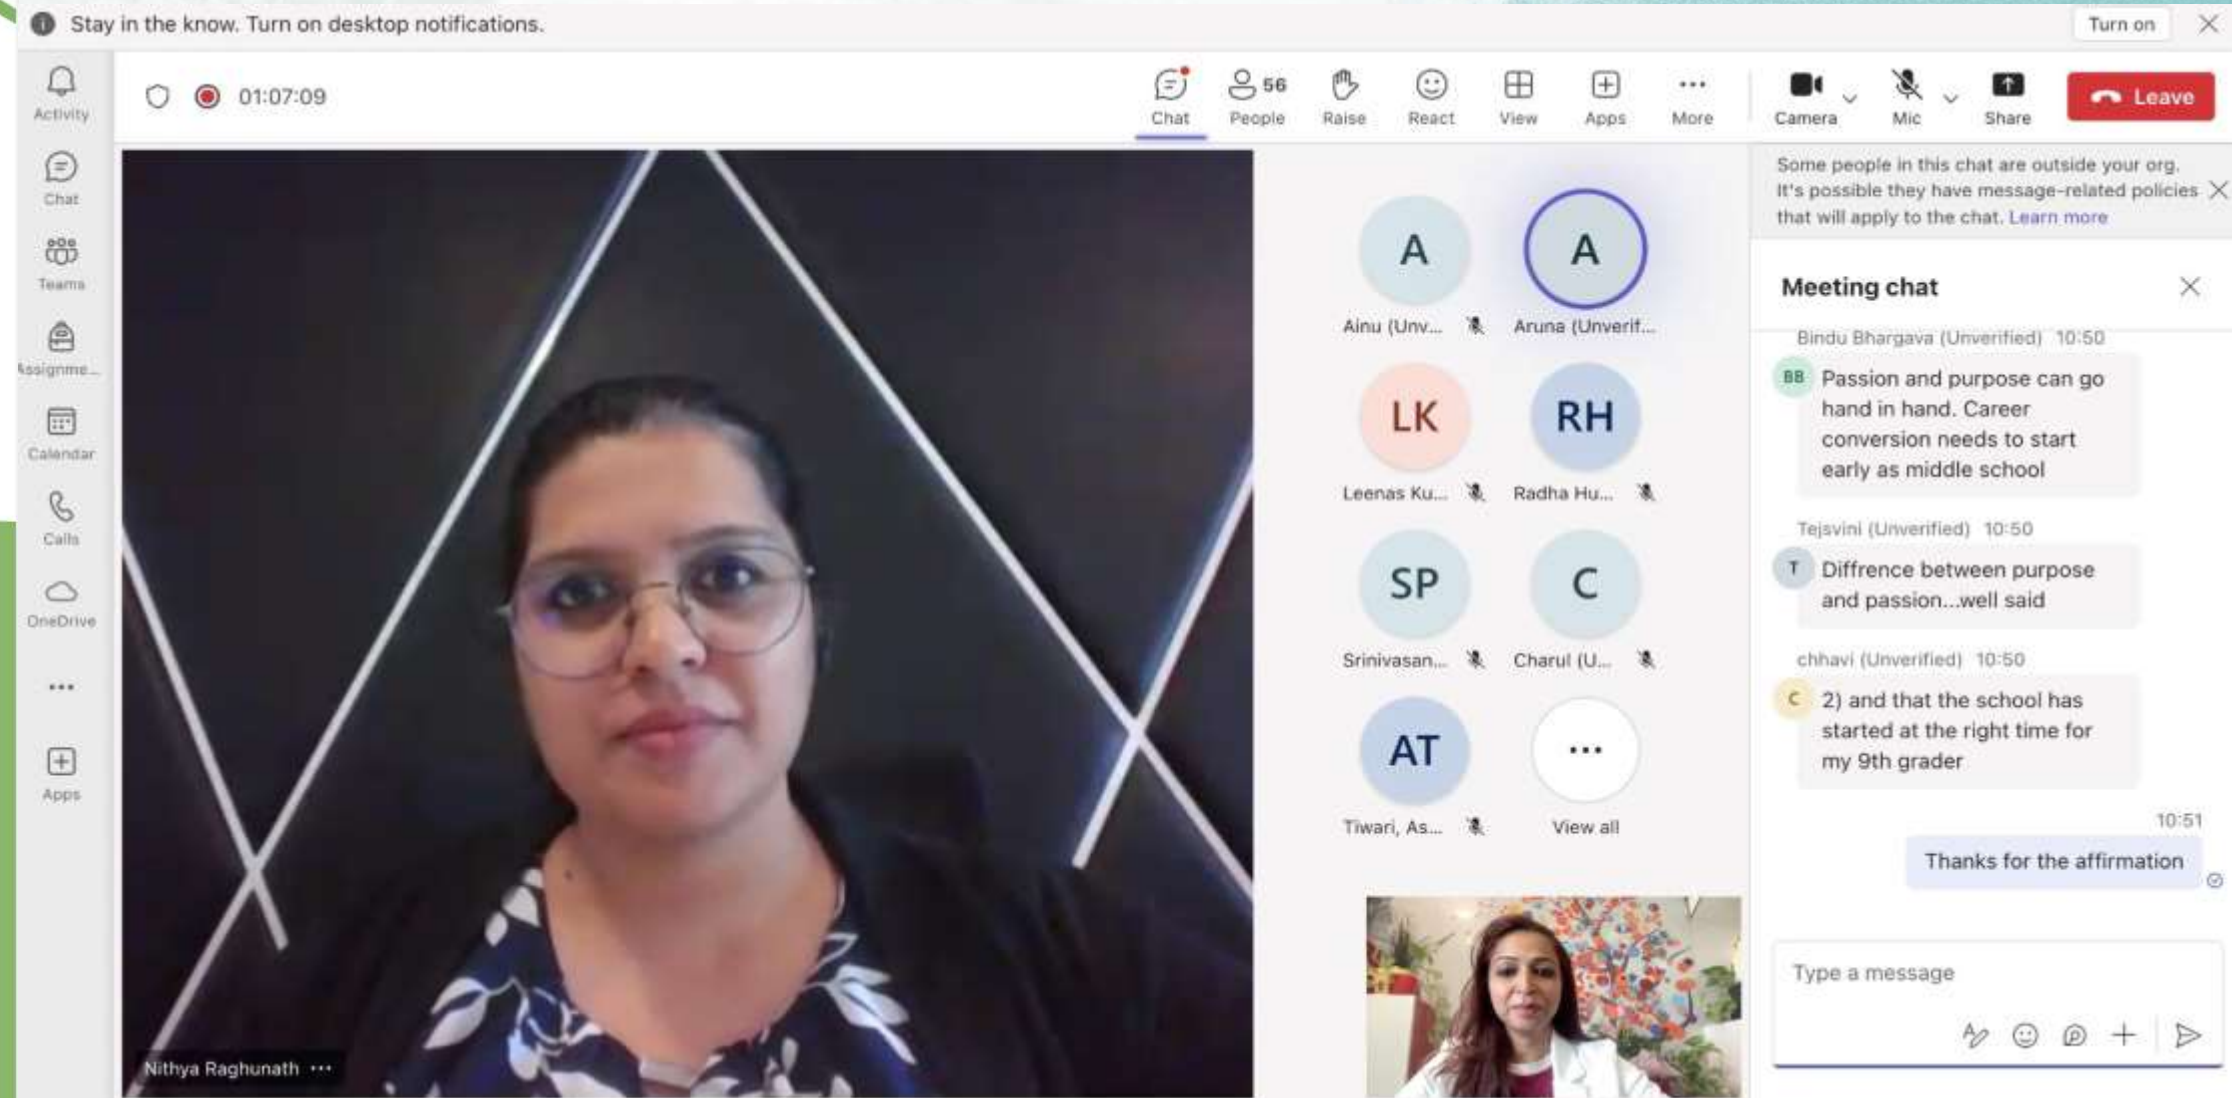 Stay in the know. Turn on desktop notifications.
Turn on
Activity
Chat
Teams
Assignme...
Calendar
Calls
OneDrive
Apps
01:07:09
Chat
56
People
Raise
React
View
Apps
More
Camera
Mic
Share
Leave
Nithya Raghunath
A
A
Ainu (Unv...
Aruna (Unverif...
LK
RH
Leenas Ku...
Radha Hu...
SP
C
Srinivasan...
Charul (U...
AT
Tiwari, As...
View all
Some people in this chat are outside your org.
It's possible they have message-related policies
that will apply to the chat. Learn more
Meeting chat
Bindu Bhargava (Unverified) 10:50
BB
Passion and purpose can go
hand in hand. Career
conversion needs to start
early as middle school
Tejsvini (Unverified) 10:50
T
Diffrence between purpose
and passion...well said
chhavi (Unverified) 10:50
C
2) and that the school has
started at the right time for
my 9th grader
10:51
Thanks for the affirmation
Type a message